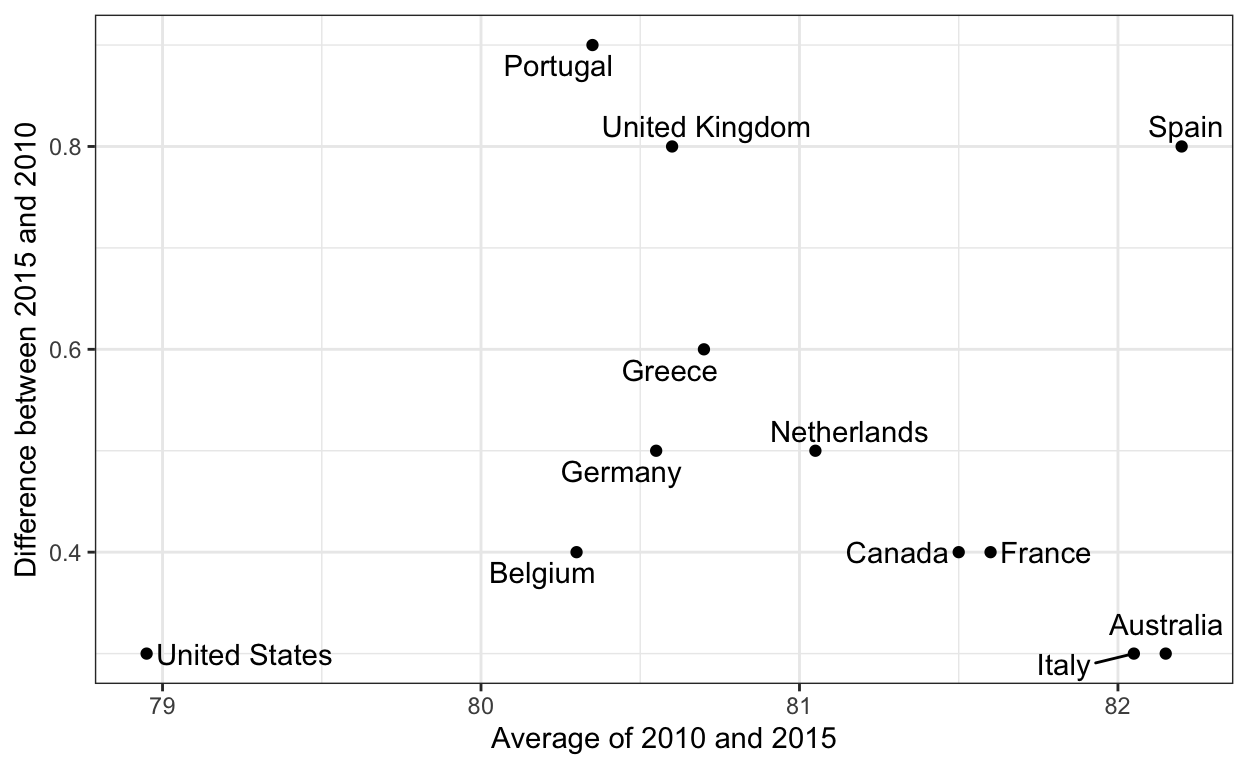 Difference between 2015 and 2010
0.8
0.6
0.4
Portugal
United Kingdom
Spain
Greece
Netherlands
Germany
Canada
France
Belgium
Australia
United States
Italy
79
80
81
82
Average of 2010 and 2015